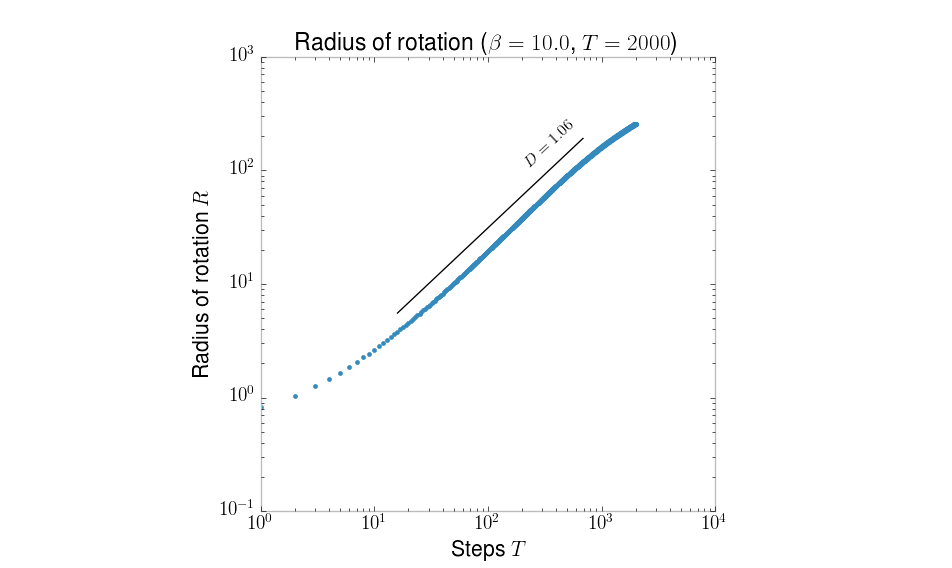 Radius of rotation (β = 10.0, T = 2000)
10³
10²
10¹
10⁰
10⁻¹
Radius of rotation R
D = 1.06
10⁰ 10¹ 10² 10³ 10⁴
Steps T